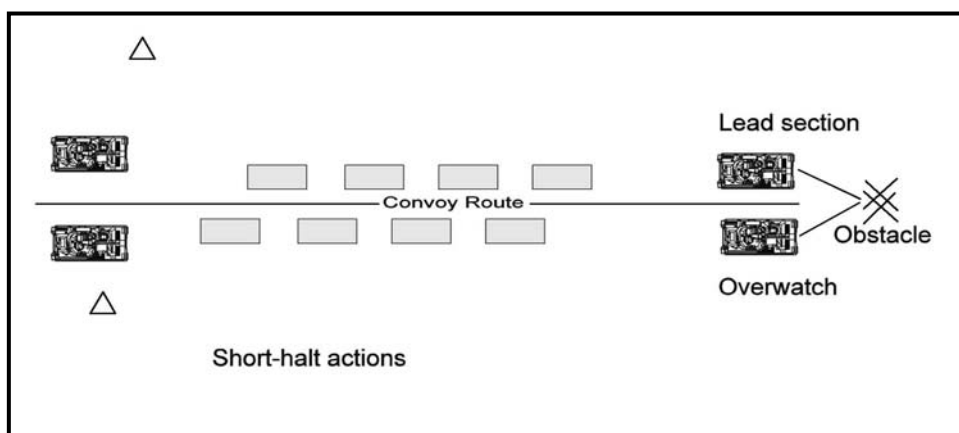 Lead section
Convoy Route
Obstacle
Overwatch
Short-halt actions